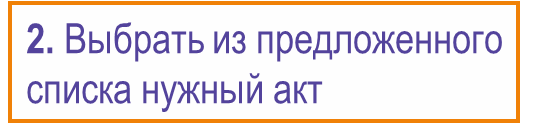 2. Выбрать из предложенного
списка нужный акт